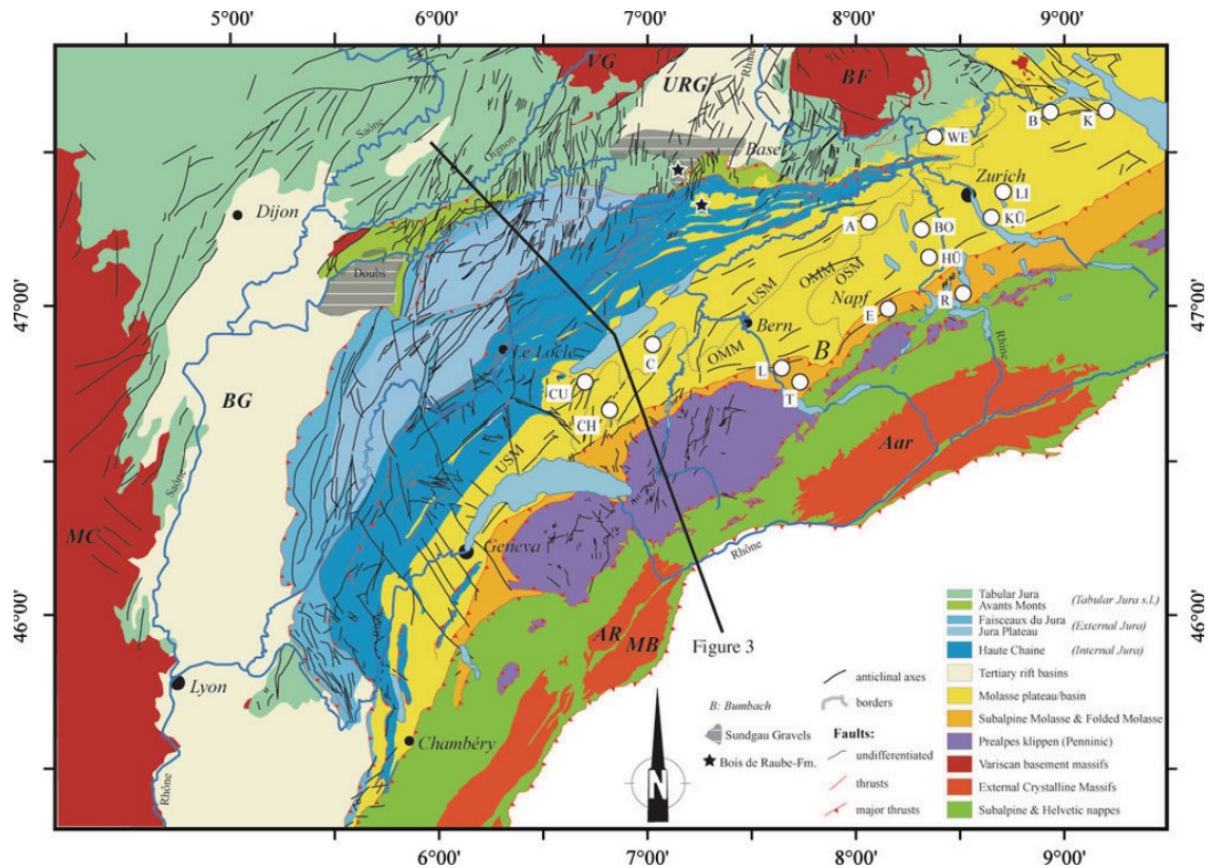 5°00' 6°00' 7°00' 8°00' 9°00'
VG
URG
Rhine
BF
Saône
Oignon
Basel
WE
B
K
Dijon
Zurich
LI
KÜ
A
BO
HÜ
Doubs
USM
OMM
OSM
47°00' 47°00'
Napf
R
E
Bern
Le Locle
C
OMM
B
L
T
Rhine
CU
CH
BG
USM
Aar
Saône
MC
Geneva
Rhône
46°00' 46°00'
AR
MB
Figure 3
Lyon
Chambéry
Rhône
B: Bumbach
Sundgau Gravels
Bois de Raube-Fm.
N
anticlinal axes
borders
Faults:
undifferentiated
thrusts
major thrusts
Tabular Jura
Avants Monts
(Tabular Jura s.l.)
Faisceaux du Jura
Jura Plateau
(External Jura)
Haute Chaine
(Internal Jura)
Tertiary rift basins
Molasse plateau/basin
Subalpine Molasse & Folded Molasse
Prealpes klippen (Penninic)
Variscan basement massifs
External Crystalline Massifs
Subalpine & Helvetic nappes
6°00' 7°00' 8°00' 9°00'